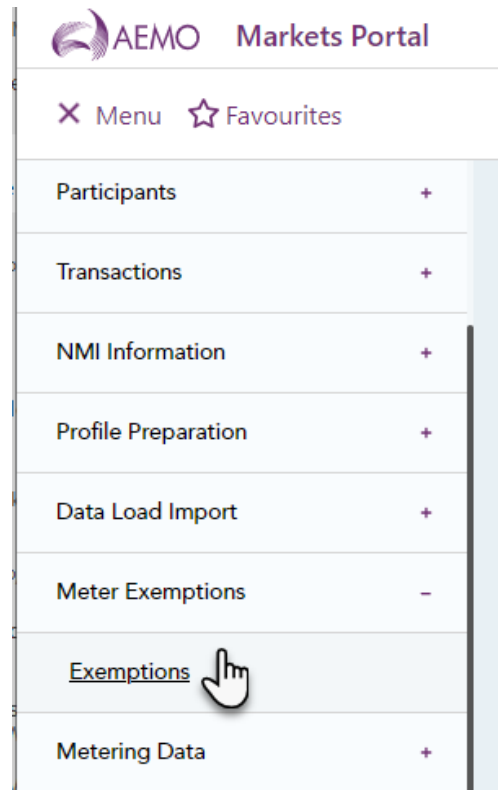 AEMO Markets Portal
Menu Favourites
Participants
Transactions
NMI Information
Profile Preparation
Data Load Import
Meter Exemptions
Exemptions
Metering Data